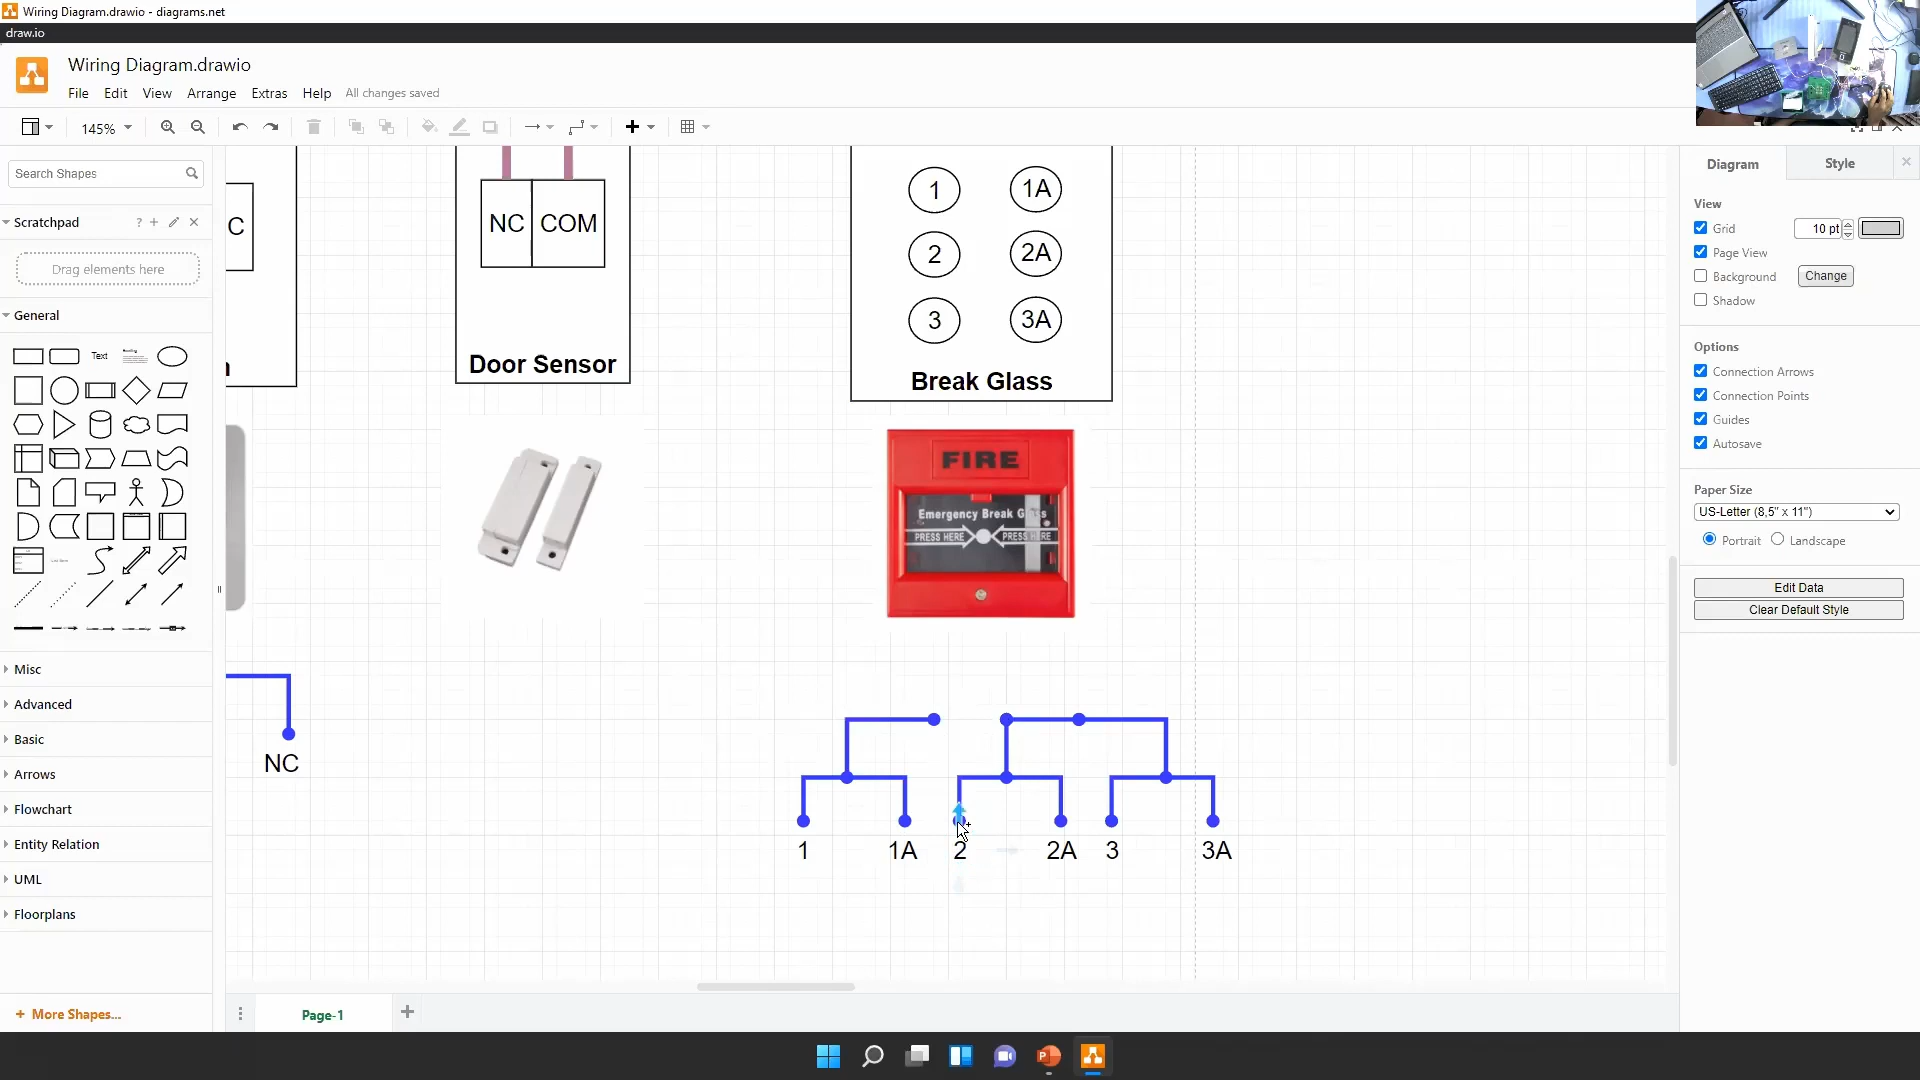 Wiring Diagram.drawio - diagrams.net
draw.io
Wiring Diagram.drawio
File Edit View Arrange Extras Help All changes saved
145%
Search Shapes
Scratchpad
?
Drag elements here
General
Text
Misc
Advanced
Basic
Arrows
Flowchart
Entity Relation
UML
Floorplans
+ More Shapes...
C
NC COM
Door Sensor
1 1A
2 2A
3 3A
Break Glass
FIRE
Emergency Break Glass
PRESS HERE PRESS HERE
NC
1 1A 2 2A 3 3A
Page-1
Diagram Style
View
Grid 10 pt
Page View
Background Change
Shadow
Options
Connection Arrows
Connection Points
Guides
Autosave
Paper Size
US-Letter (8,5" x 11")
Portrait Landscape
Edit Data
Clear Default Style